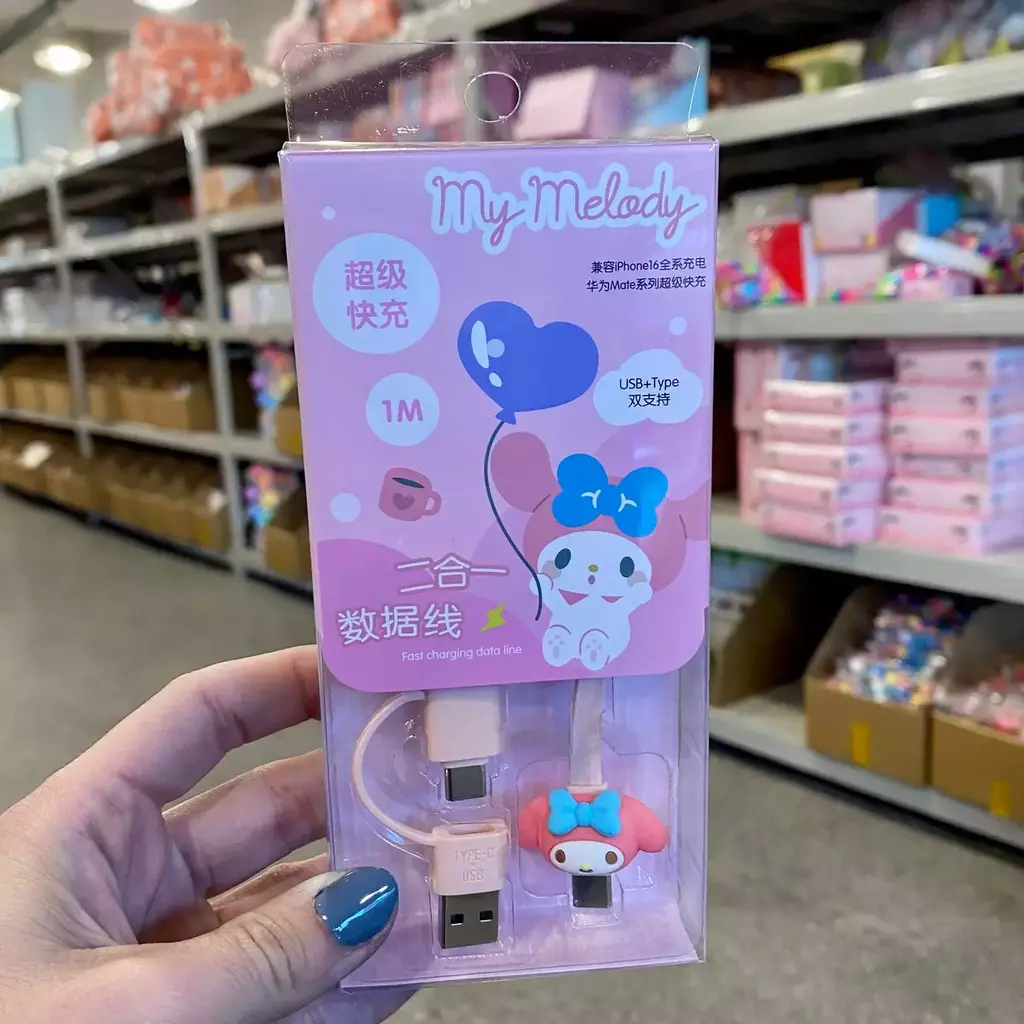 My Melody
超级
快充
兼容iPhone16全系充电
华为Mate系列超级快充
1M
USB+Type
双支持
二合一
数据线
Fast charging data line
TYPE-C
USB